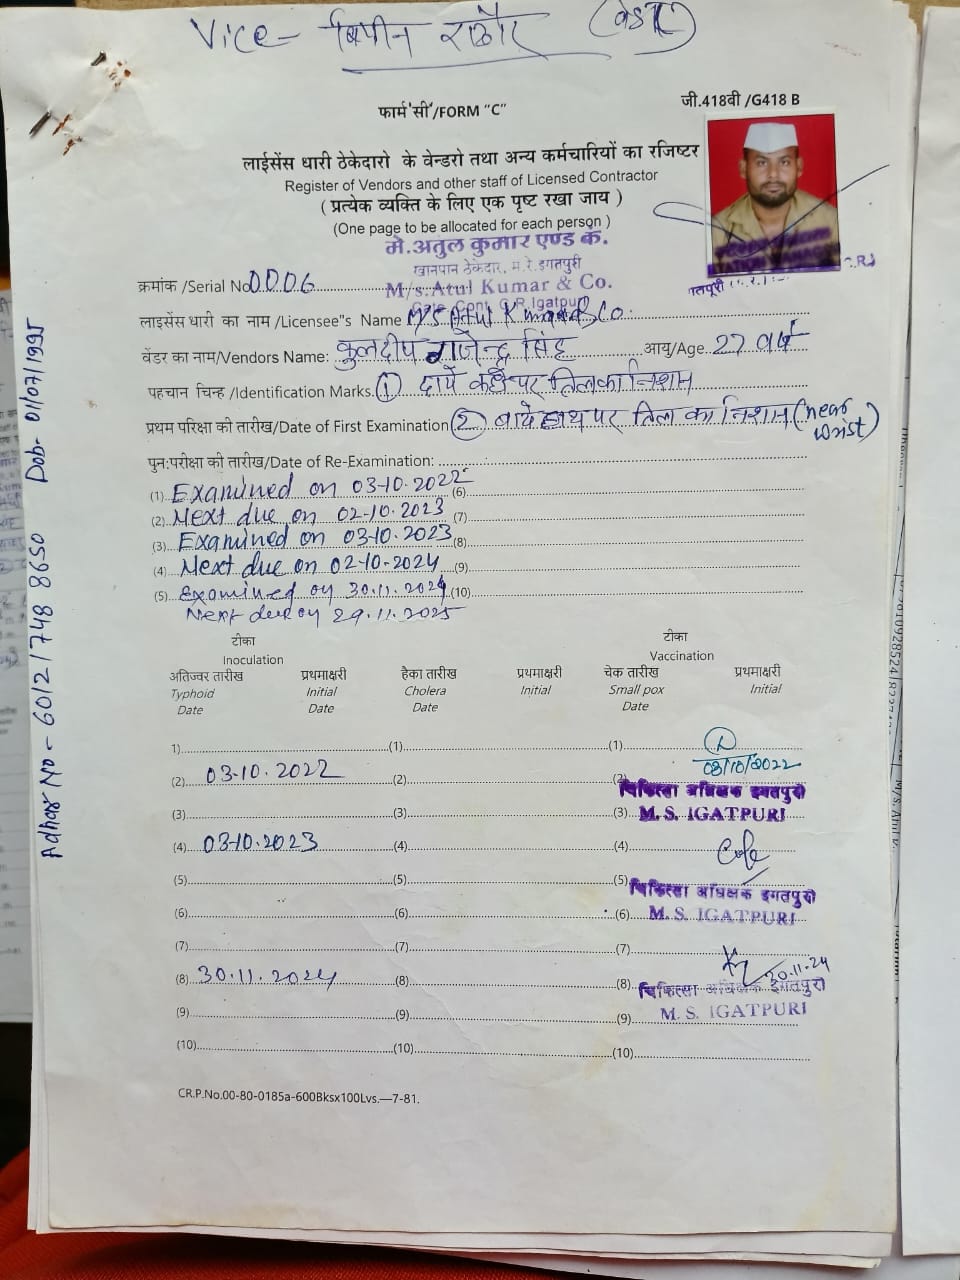 Vice- बिपीन राठौर
फार्म 'सी'/FORM "C"
जी.418बी /G418 B
लाईसेंस धारी ठेकेदारो के वेन्डरो तथा अन्य कर्मचारियों का रजिष्टर
Register of Vendors and other staff of Licensed Contractor
( प्रत्येक व्यक्ति के लिए एक पृष्ट रखा जाय )
(One page to be allocated for each person )
मे.अतुल कुमार एण्ड कं.
खानपान ठेकेदार, म.रे.इगतपुरी
M/s.Atul Kumar & Co.
C.R.Igatpuri
क्रमांक /Serial No 0006
लाइसेंस धारी का नाम /Licensee"s Name M/S Atul Kumar & Co.
वेंडर का नाम/Vendors Name: कुलदीप राजेन्द्र सिंह आयु/Age 27 वर्ष
पहचान चिन्ह /Identification Marks. (1) दाये कंधे पर तिल का निशान
प्रथम परिक्षा की तारीख/Date of First Examination (2) बाये हाथ पर तिल का निशान (near wrist)
पुन:परीक्षा की तारीख/Date of Re-Examination:
(1) Examined on 03-10-2022 (6)
(2) Next due on 02-10-2023 (7)
(3) Examined on 03-10-2023 (8)
(4) Next due on 02-10-2024 (9)
(5) Examined on 30.11.2024 (10)
Next due on 29.11.2025
टीका टीका
Inoculation Vaccination
अतिज्वर तारीख प्रथमाक्षरी हैका तारीख प्रथमाक्षरी चेक तारीख प्रथमाक्षरी
Typhoid Initial Cholera Initial Small pox Initial
Date Date Date Date
1) (1) (1)
03/10/2022
(2) 03-10-2022 (2) (2)
चिकित्सा अधिक्षक इगतपुरी
(3) (3) (3) M. S. IGATPURI
(4) 03-10-2023 (4) (4)
(5) (5) (5)
चिकित्सा अधिक्षक इगतपुरी
(6) (6) (6) M. S. IGATPURI
(7) (7) (7)
(8) 30.11.2024 (8) (8)
चिकित्सा अधिक्षक इगतपुरी
(9) (9) (9) M. S. IGATPURI
(10) (10) (10)
CR.P.No.00-80-0185a-600Bksx100Lvs.—7-81.
Adhar No - 6012 1748 8650 Dob- 01/07/1995